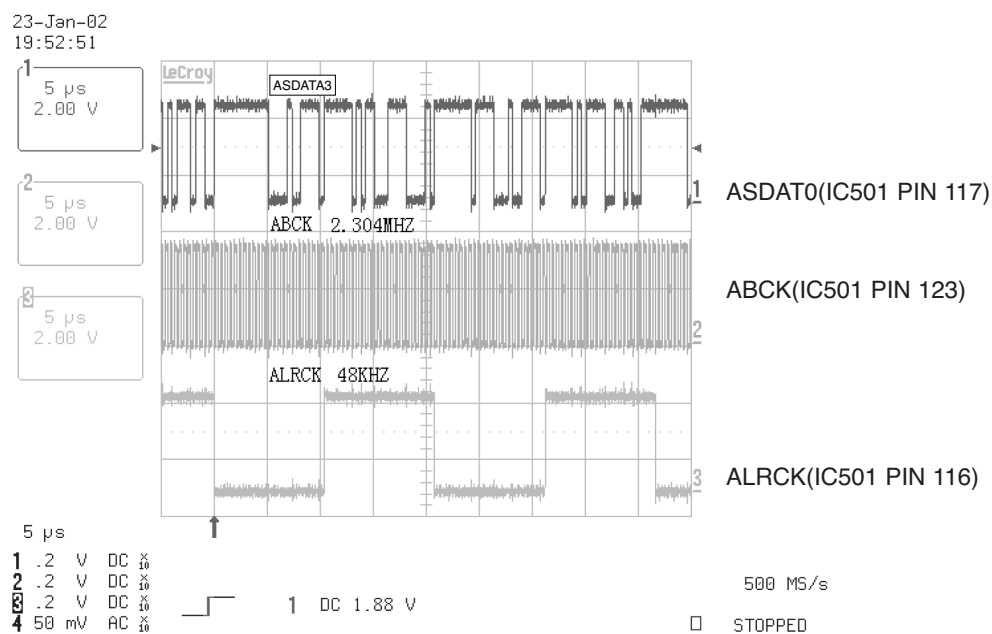 23-Jan-02
19:52:51
1
5 µs
2.00 V
2
5 µs
2.00 V
3
5 µs
2.00 V
LeCroy
ASDATA3
1
ASDAT0(IC501 PIN 117)
ABCK 2.304MHZ
ABCK(IC501 PIN 123)
2
ALRCK 48KHZ
3
ALRCK(IC501 PIN 116)
5 µs
1 .2 V DC X10
2 .2 V DC X10
3 .2 V DC X10
4 50 mV AC X10
1 DC 1.88 V
500 MS/s
STOPPED